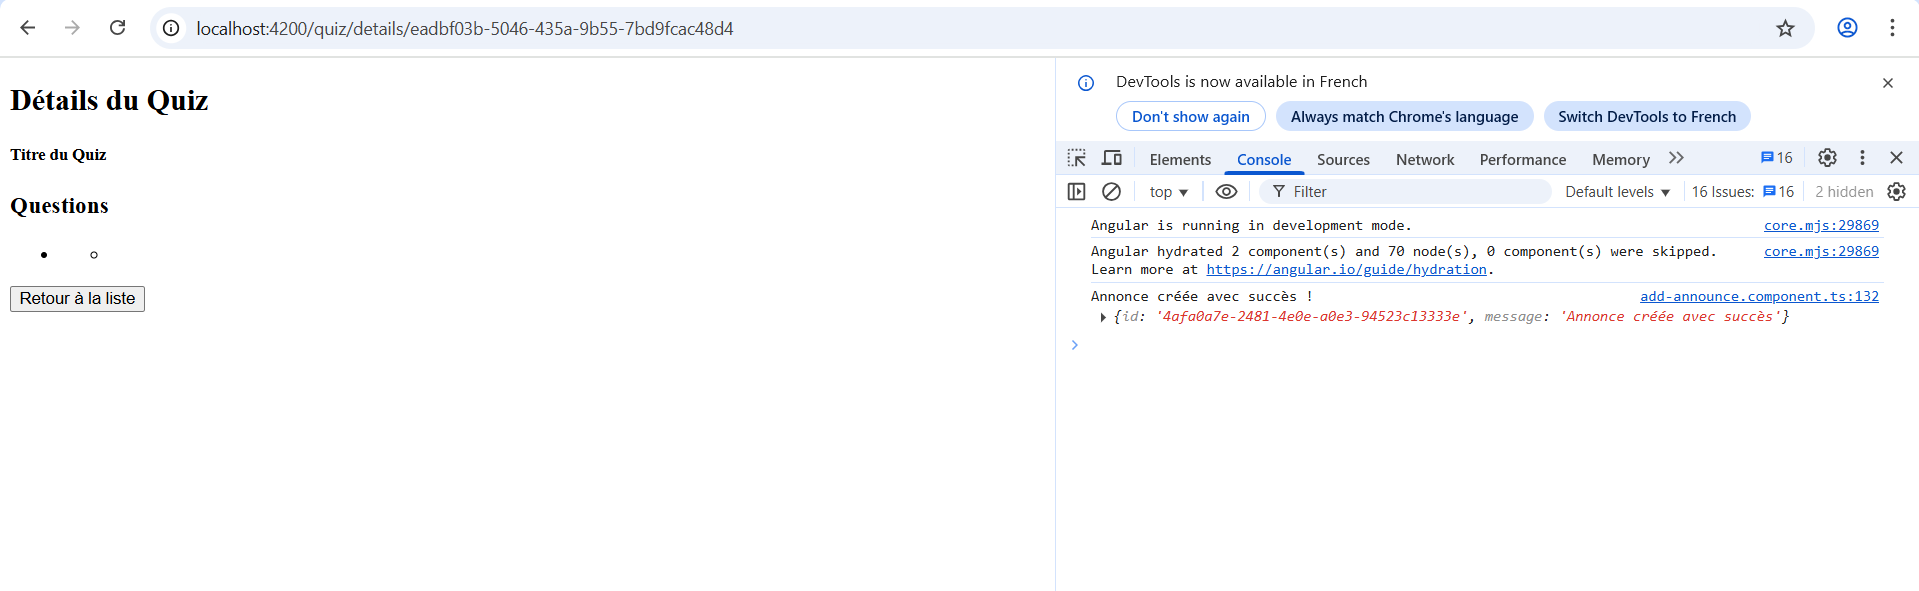 localhost:4200/quiz/details/eadbf03b-5046-435a-9b55-7bd9fcac48d4
Détails du Quiz
Titre du Quiz
Questions
Retour à la liste
DevTools is now available in French
Don't show again Always match Chrome's language Switch DevTools to French
Elements Console Sources Network Performance Memory 16
top Filter Default levels 16 Issues: 16 2 hidden
Angular is running in development mode. core.mjs:29869
Angular hydrated 2 component(s) and 70 node(s), 0 component(s) were skipped. core.mjs:29869
Learn more at https://angular.io/guide/hydration.
Annonce créée avec succès ! add-announce.component.ts:132
{id: '4afa0a7e-2481-4e0e-a0e3-94523c13333e', message: 'Annonce créée avec succès'}